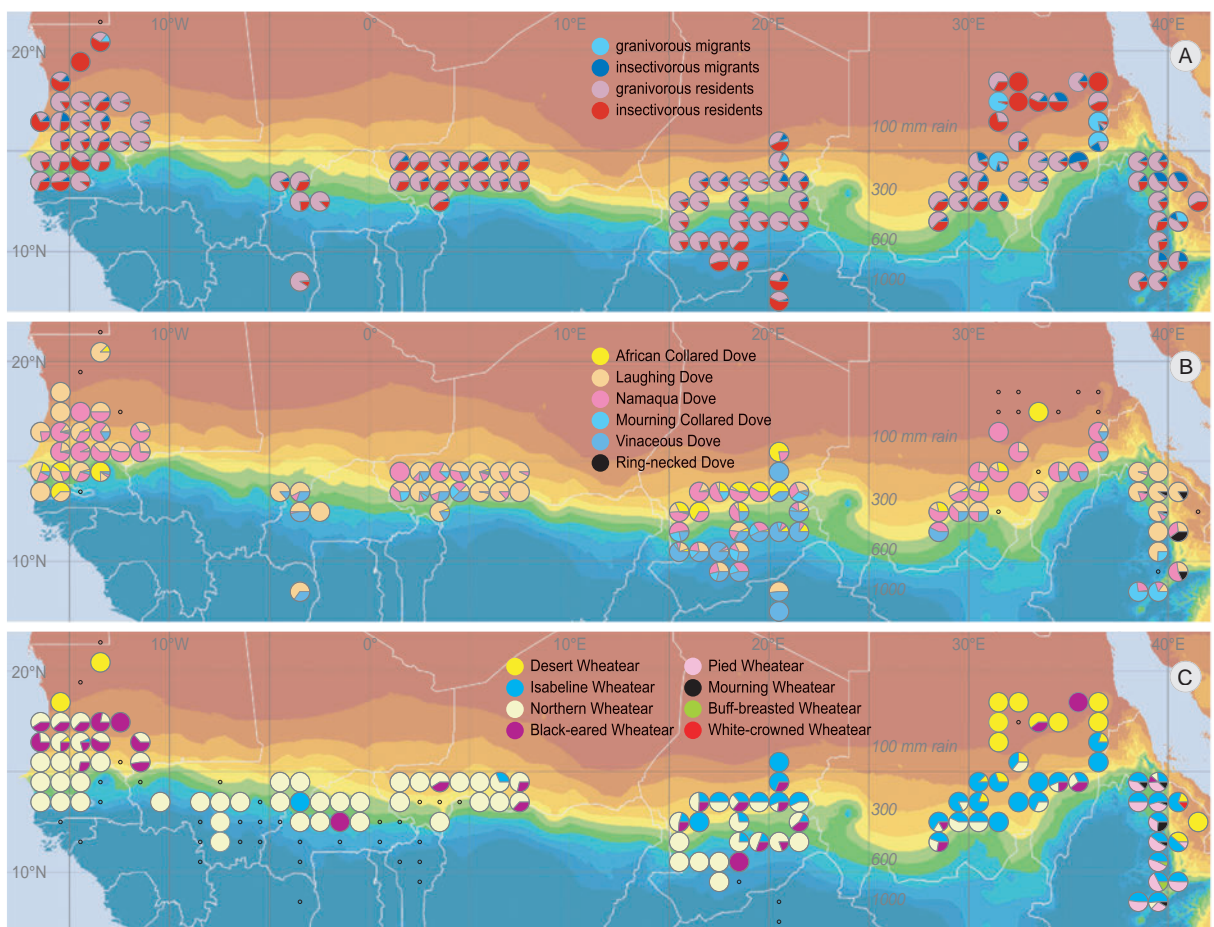 10°W 0° 10°E 20°E 30°E 40°E
A
20°N
granivorous migrants
insectivorous migrants
granivorous residents
insectivorous residents
100 mm rain
300
600
10°N
1000
10°W 0° 10°E 20°E 30°E 40°E
B
20°N
African Collared Dove
Laughing Dove
Namaqua Dove
Mourning Collared Dove
Vinaceous Dove
Ring-necked Dove
100 mm rain
300
600
10°N
1000
10°W 0° 10°E 20°E 30°E 40°E
C
20°N
Desert Wheatear Pied Wheatear
Isabeline Wheatear Mourning Wheatear
Northern Wheatear Buff-breasted Wheatear
Black-eared Wheatear White-crowned Wheatear
100 mm rain
300
600
10°N
1000